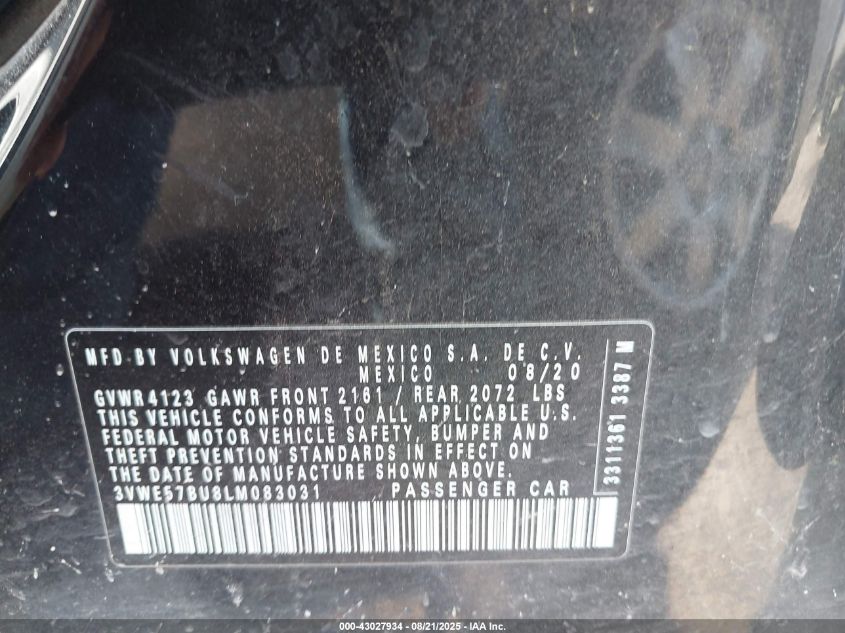 MFD BY VOLKSWAGEN DE MEXICO S.A. DE C.V.
MEXICO 08/20
GVWR 4123 GAWR FRONT 2161 / REAR 2072 LBS
THIS VEHICLE CONFORMS TO ALL APPLICABLE U.S.
FEDERAL MOTOR VEHICLE SAFETY, BUMPER AND
THEFT PREVENTION STANDARDS IN EFFECT ON
THE DATE OF MANUFACTURE SHOWN ABOVE.
3VWE57BU8LM083031 PASSENGER CAR
3311361 3387 M
000-43027934 - 08/21/2025 - IAA Inc.